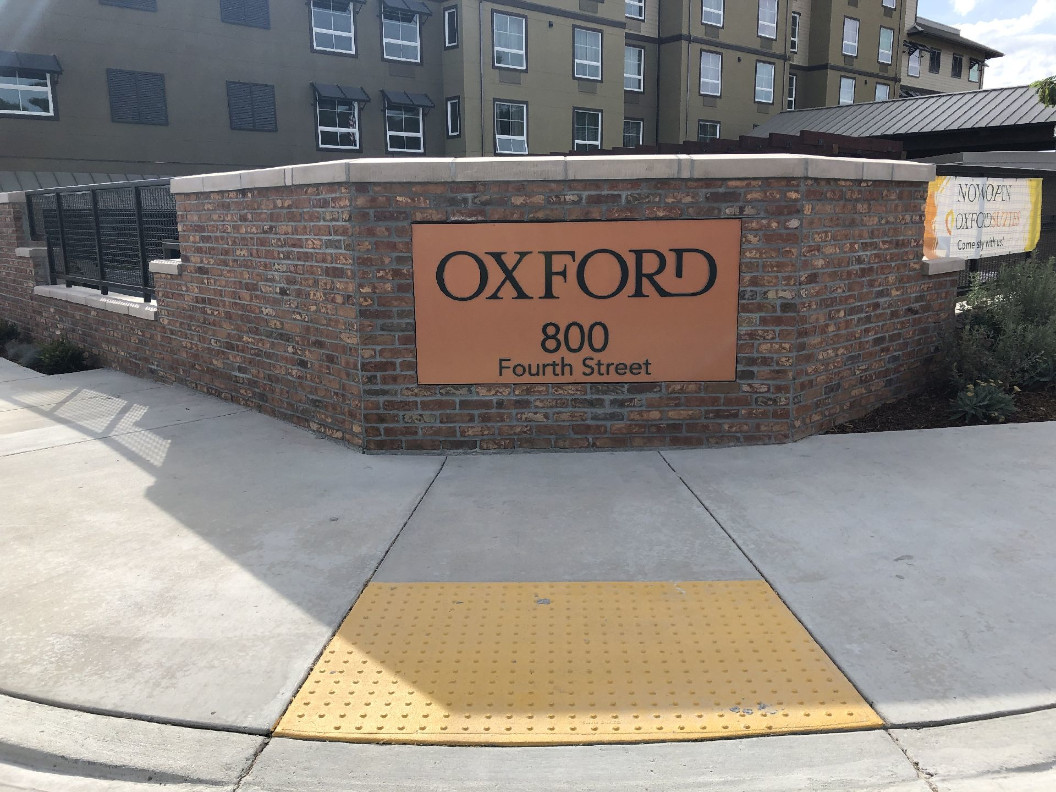 OXFORD
800
Fourth Street
NOW OPEN
OXFORD SUITES
Come stay with us!